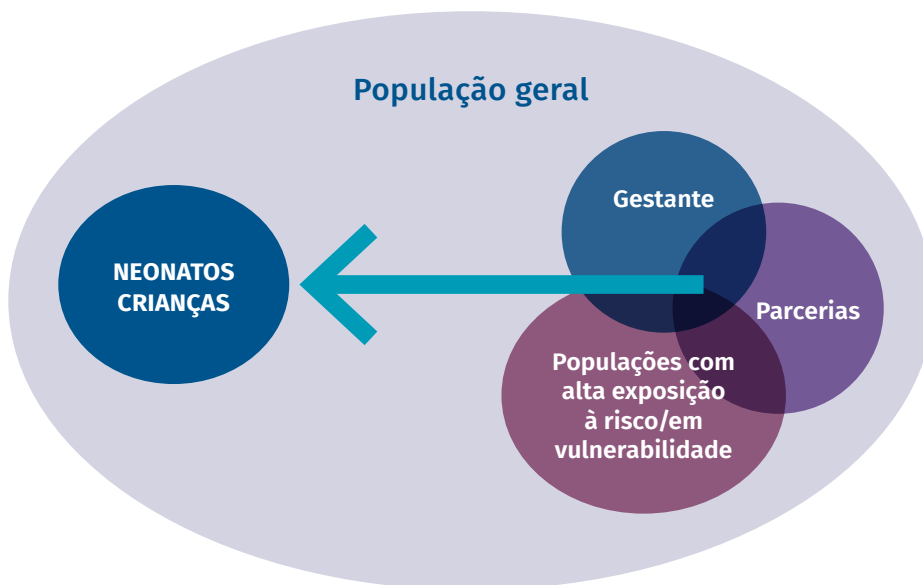 População geral
Gestante
NEONATOS
CRIANÇAS
Parcerias
Populações com
alta exposição
à risco/em
vulnerabilidade